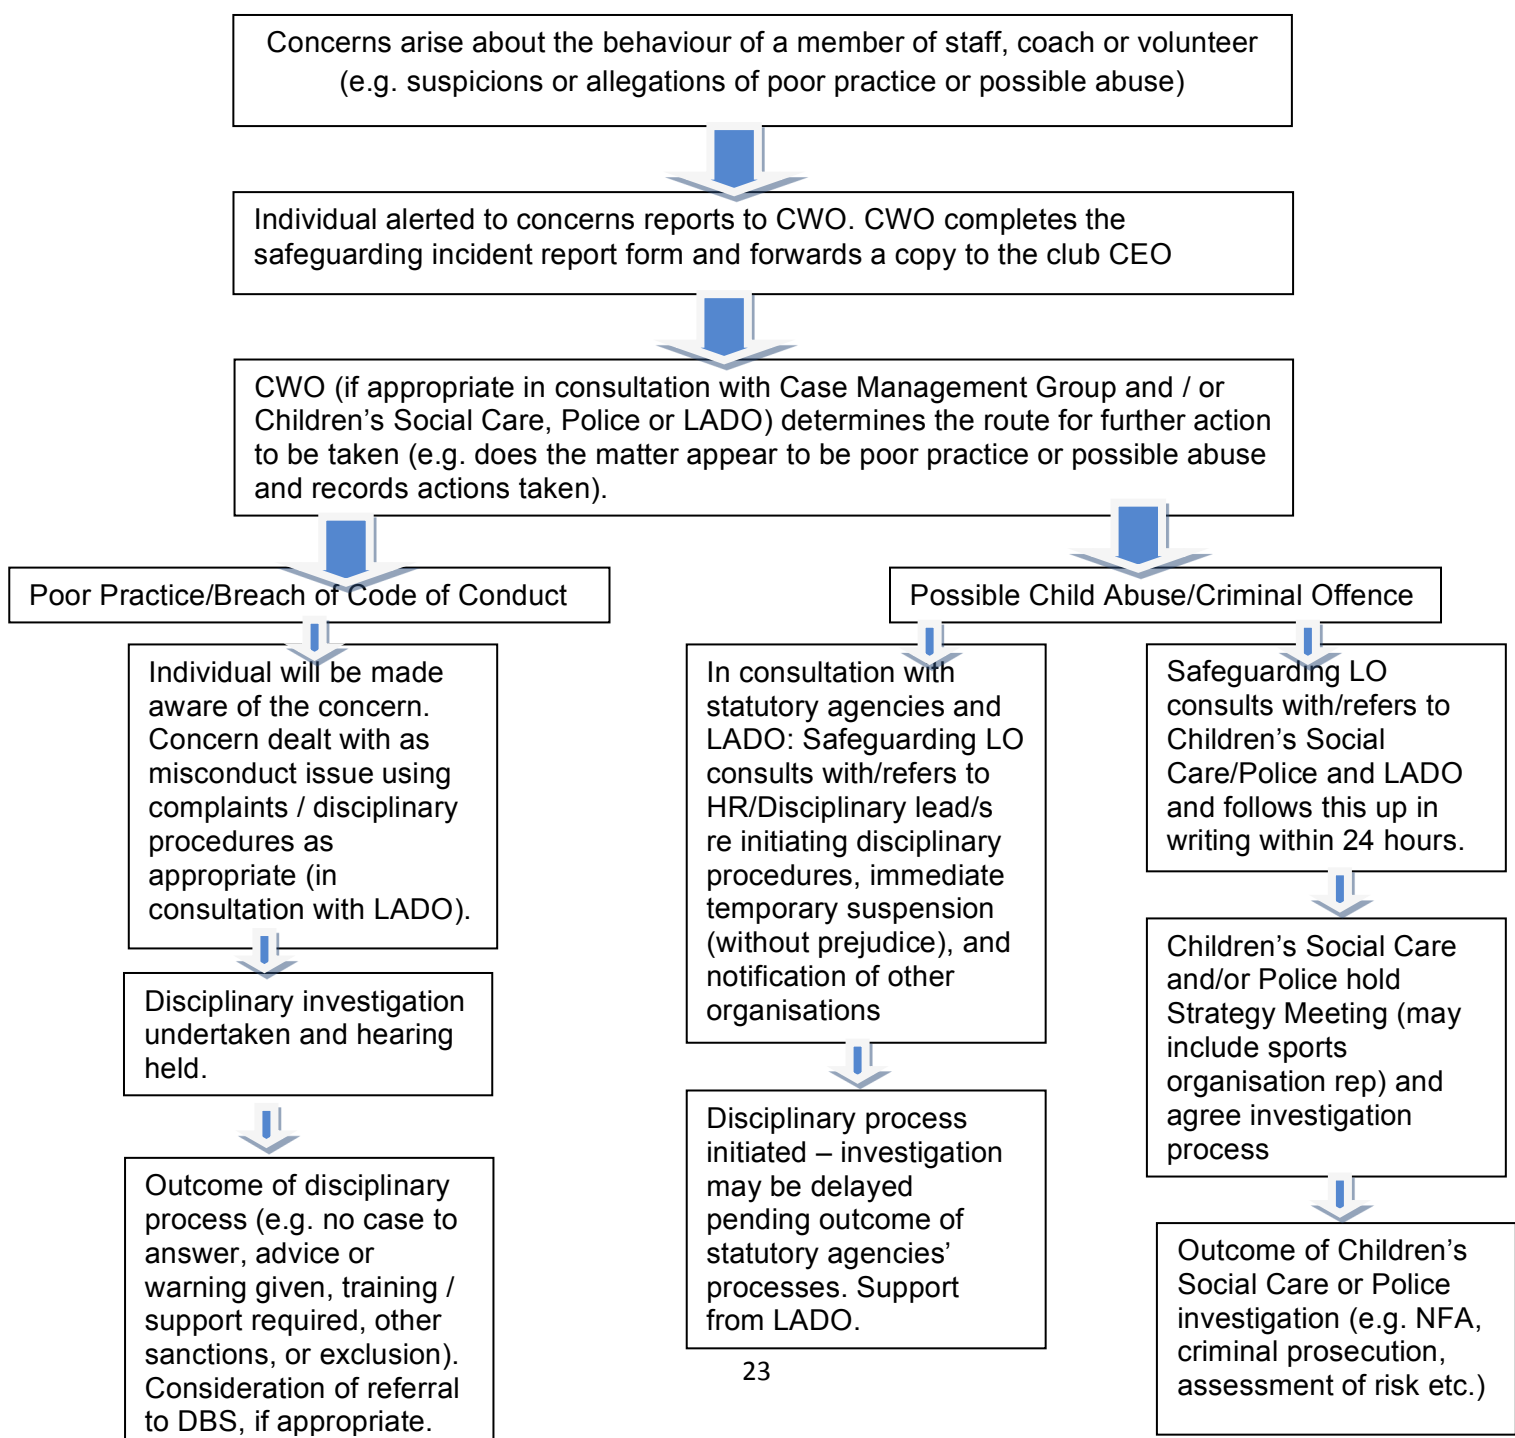 Concerns arise about the behaviour of a member of staff, coach or volunteer
(e.g. suspicions or allegations of poor practice or possible abuse)
Individual alerted to concerns reports to CWO. CWO completes the
safeguarding incident report form and forwards a copy to the club CEO
CWO (if appropriate in consultation with Case Management Group and / or
Children’s Social Care, Police or LADO) determines the route for further action
to be taken (e.g. does the matter appear to be poor practice or possible abuse
and records actions taken).
Poor Practice/Breach of Code of Conduct
Individual will be made
aware of the concern.
Concern dealt with as
misconduct issue using
complaints / disciplinary
procedures as
appropriate (in
consultation with LADO).
Disciplinary investigation
undertaken and hearing
held.
Outcome of disciplinary
process (e.g. no case to
answer, advice or
warning given, training /
support required, other
sanctions, or exclusion).
Consideration of referral
to DBS, if appropriate.
Possible Child Abuse/Criminal Offence
In consultation with
statutory agencies and
LADO: Safeguarding LO
consults with/refers to
HR/Disciplinary lead/s
re initiating disciplinary
procedures, immediate
temporary suspension
(without prejudice), and
notification of other
organisations
Disciplinary process
initiated – investigation
may be delayed
pending outcome of
statutory agencies’
processes. Support
from LADO.
Safeguarding LO
consults with/refers to
Children’s Social
Care/Police and LADO
and follows this up in
writing within 24 hours.
Children’s Social Care
and/or Police hold
Strategy Meeting (may
include sports
organisation rep) and
agree investigation
process
Outcome of Children’s
Social Care or Police
investigation (e.g. NFA,
criminal prosecution,
assessment of risk etc.)
23